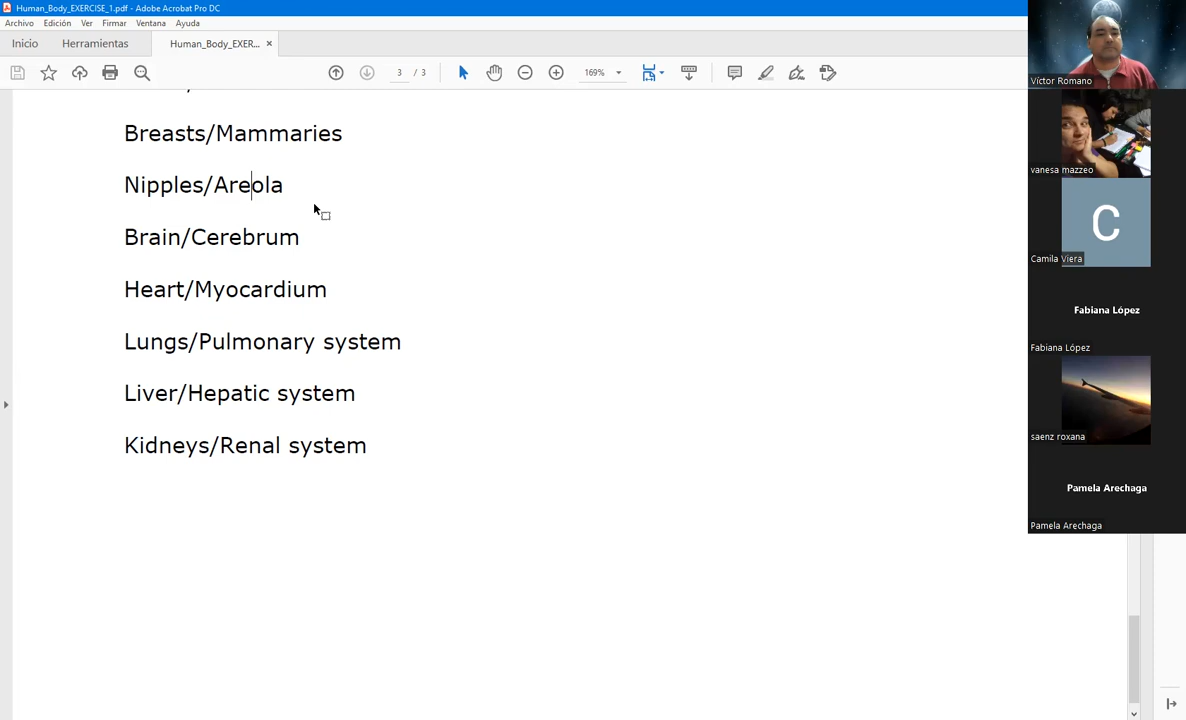 Human_Body_EXERCISE_1.pdf - Adobe Acrobat Pro DC
Archivo Edición Ver Firmar Ventana Ayuda
Inicio Herramientas Human_Body_EXER... ×
3 / 3 169%
Breasts/Mammaries
Nipples/Areola
Brain/Cerebrum
Heart/Myocardium
Lungs/Pulmonary system
Liver/Hepatic system
Kidneys/Renal system
Víctor Romano
vanesa mazzeo
C
Camila Viera
Fabiana López
Fabiana López
saenz roxana
Pamela Arechaga
Pamela Arechaga